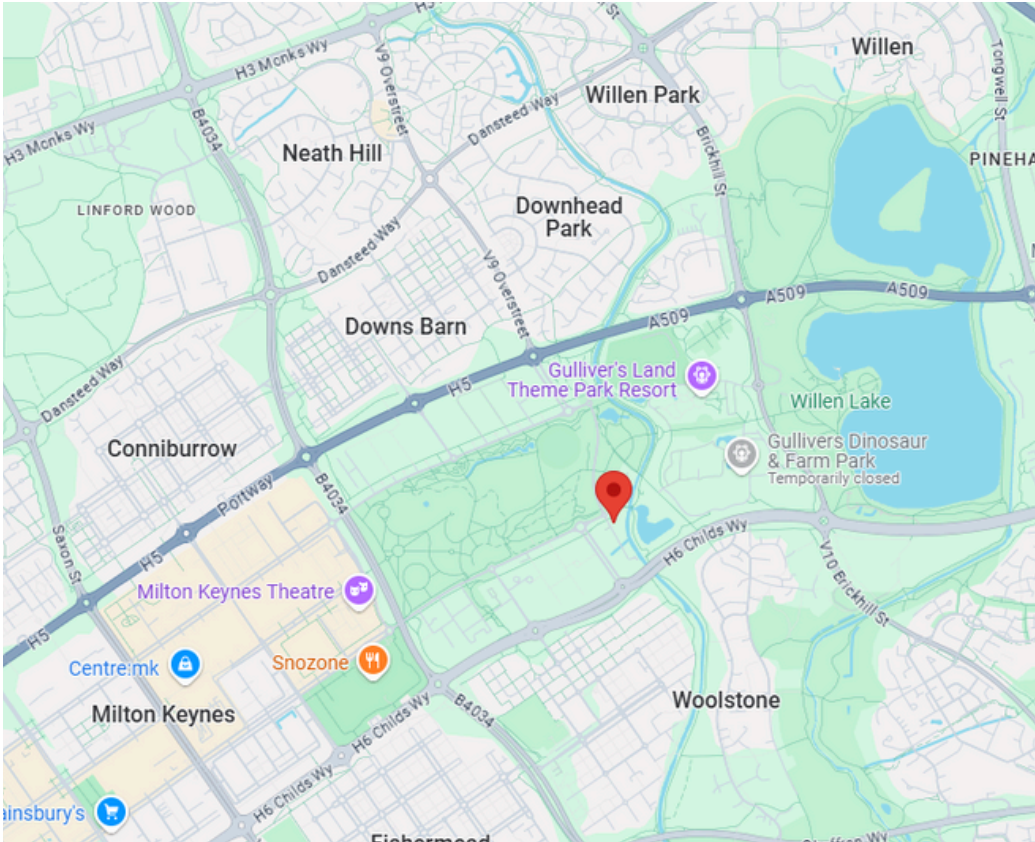 H3 Monks Wy
V9 Overstreet
Willen
Tongwell St
Willen Park
H3 Monks Wy
B4034
Dansteed Way
Neath Hill
Brickhill St
LINFORD WOOD
Downhead
Park
Dansteed Way
V9 Overstreet
A509
A509
A509
Downs Barn
Gulliver's Land
Theme Park Resort
H5
Willen Lake
Dansteed Way
Conniburrow
Gullivers Dinosaur
& Farm Park
Temporarily closed
Portway
B4034
Saxon St
H5
H6 Childs Wy
V10 Brickhill St
Milton Keynes Theatre
H5
Centre:mk
Snozone
Woolstone
Milton Keynes
B4034
H6 Childs Wy
H6 Childs Wy